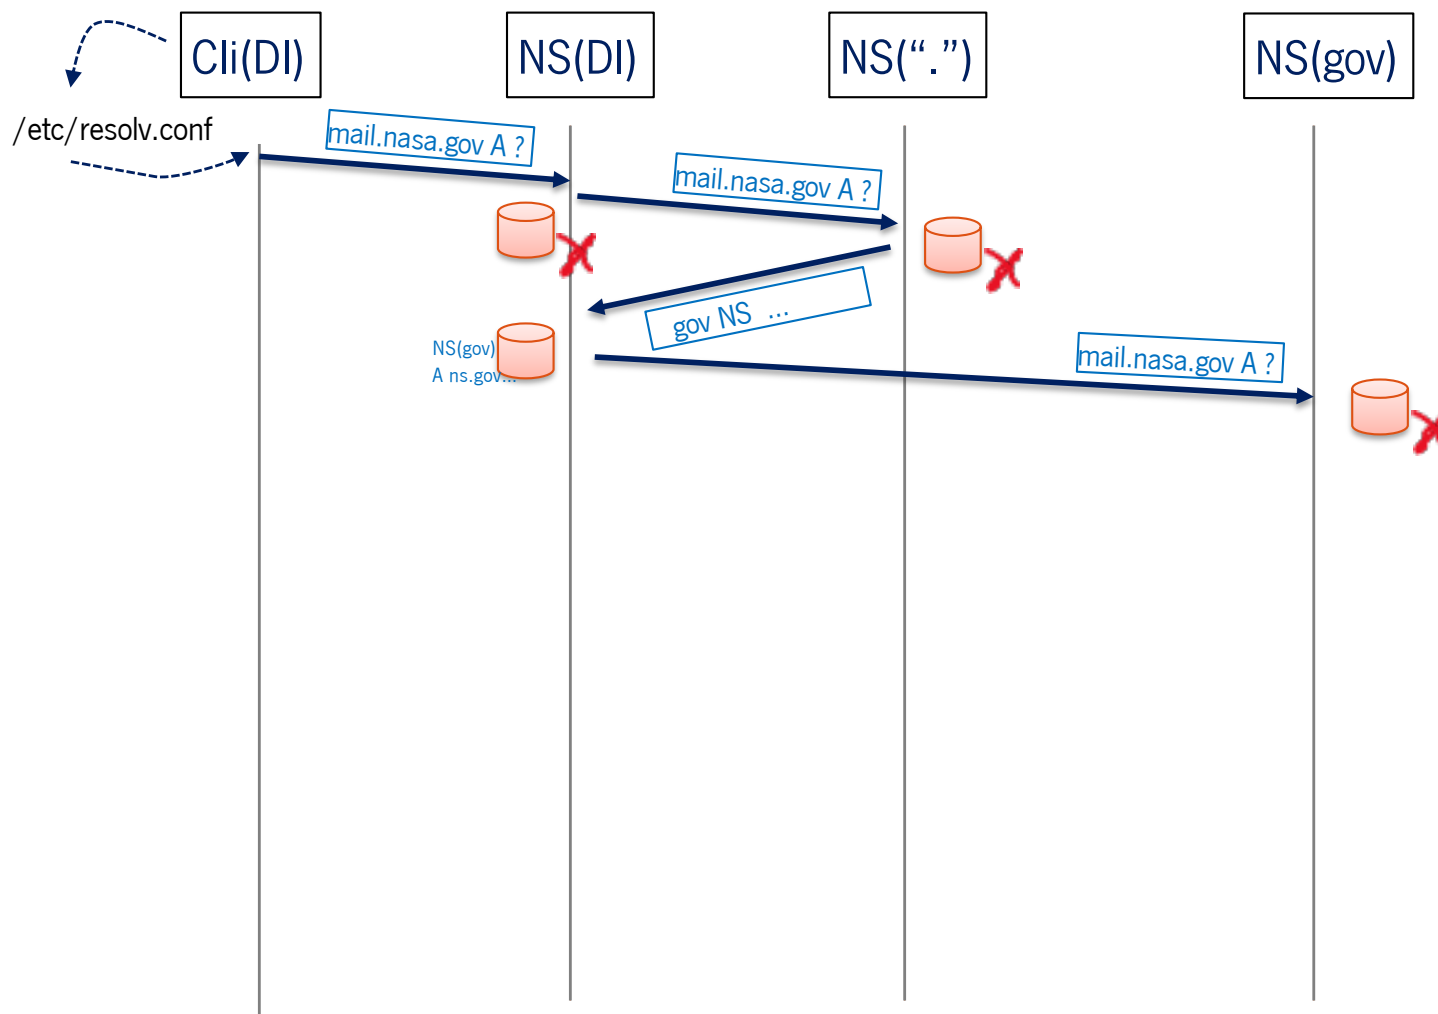 Cli(DI)
NS(DI)
NS(“.”)
NS(gov)
/etc/resolv.conf
mail.nasa.gov A ?
mail.nasa.gov A ?
gov NS ...
NS(gov)
A ns.gov...
mail.nasa.gov A ?